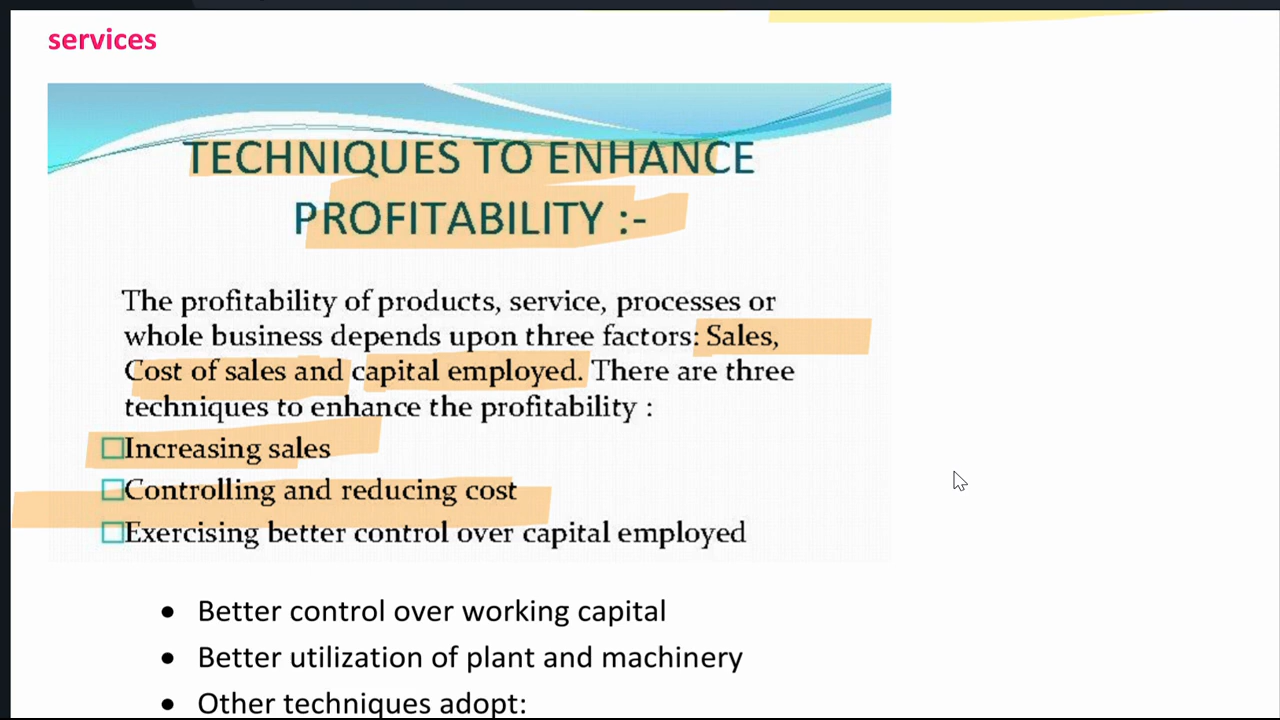 services
TECHNIQUES TO ENHANCE
PROFITABILITY :-
The profitability of products, service, processes or
whole business depends upon three factors: Sales,
Cost of sales and capital employed. There are three
techniques to enhance the profitability :
Increasing sales
Controlling and reducing cost
Exercising better control over capital employed
• Better control over working capital
• Better utilization of plant and machinery
• Other techniques adopt: